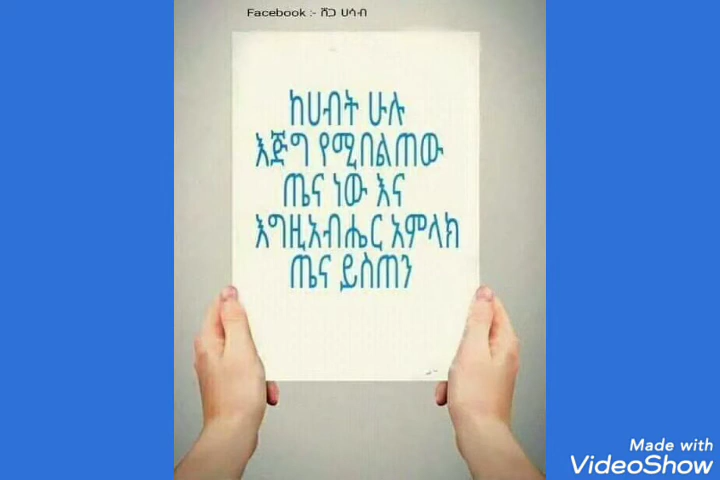 Facebook :- ሸጋ ሀሳብ
ከሀብት ሁሉ
እጅግ የሚበልጠው
ጤና ነው እና
እግዚአብሔር አምላክ
ጤና ይስጠን
Made with
VideoShow